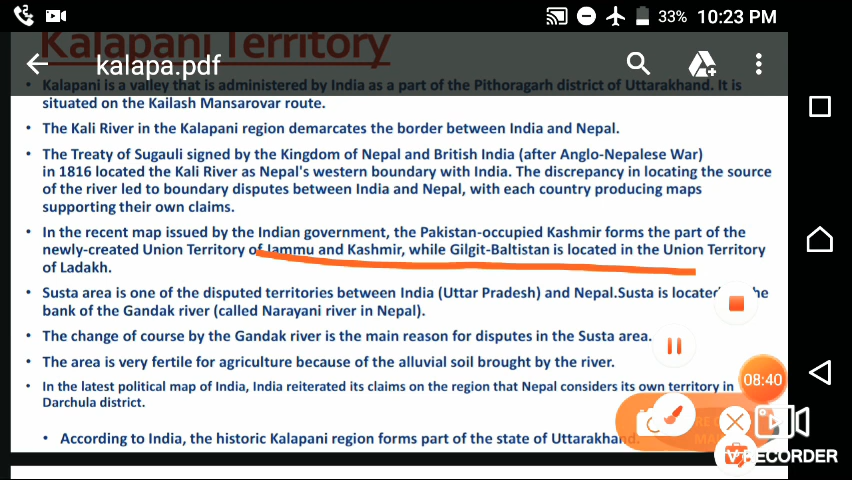 33% 10:23 PM
Kalapani Territory
kalapa.pdf
• Kalapani is a valley that is administered by India as a part of the Pithoragarh district of Uttarakhand. It is
situated on the Kailash Mansarovar route.
• The Kali River in the Kalapani region demarcates the border between India and Nepal.
• The Treaty of Sugauli signed by the Kingdom of Nepal and British India (after Anglo-Nepalese War)
in 1816 located the Kali River as Nepal's western boundary with India. The discrepancy in locating the source
of the river led to boundary disputes between India and Nepal, with each country producing maps
supporting their own claims.
• In the recent map issued by the Indian government, the Pakistan-occupied Kashmir forms the part of the
newly-created Union Territory of Jammu and Kashmir, while Gilgit-Baltistan is located in the Union Territory
of Ladakh.
• Susta area is one of the disputed territories between India (Uttar Pradesh) and Nepal.Susta is located
bank of the Gandak river (called Narayani river in Nepal).
• The change of course by the Gandak river is the main reason for disputes in the Susta area.
• The area is very fertile for agriculture because of the alluvial soil brought by the river.
08:40
• In the latest political map of India, India reiterated its claims on the region that Nepal considers its own territory in
Darchula district.
• According to India, the historic Kalapani region forms part of the state of Uttarakhand.
RECORDER